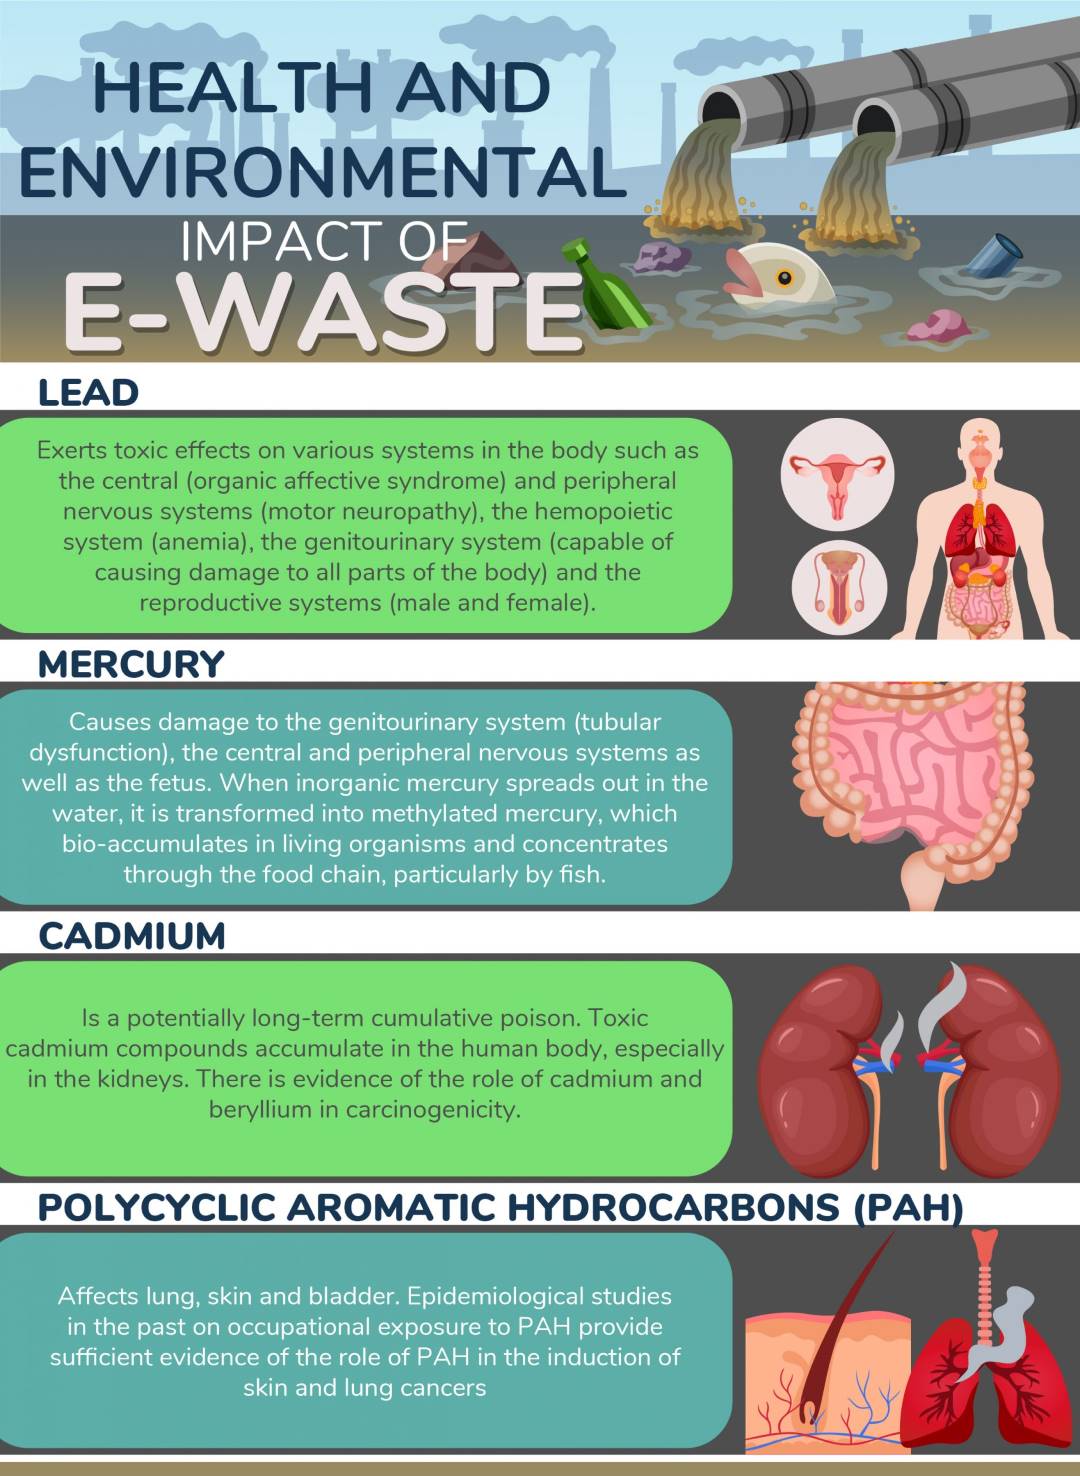 HEALTH AND
ENVIRONMENTAL
IMPACT OF
E-WASTE
LEAD
Exerts toxic effects on various systems in the body such as
the central (organic affective syndrome) and peripheral
nervous systems (motor neuropathy), the hemopoietic
system (anemia), the genitourinary system (capable of
causing damage to all parts of the body) and the
reproductive systems (male and female).
MERCURY
Causes damage to the genitourinary system (tubular
dysfunction), the central and peripheral nervous systems as
well as the fetus. When inorganic mercury spreads out in the
water, it is transformed into methylated mercury, which
bio-accumulates in living organisms and concentrates
through the food chain, particularly by fish.
CADMIUM
Is a potentially long-term cumulative poison. Toxic
cadmium compounds accumulate in the human body, especially
in the kidneys. There is evidence of the role of cadmium and
beryllium in carcinogenicity.
POLYCYCLIC AROMATIC HYDROCARBONS (PAH)
Affects lung, skin and bladder. Epidemiological studies
in the past on occupational exposure to PAH provide
sufficient evidence of the role of PAH in the induction of
skin and lung cancers